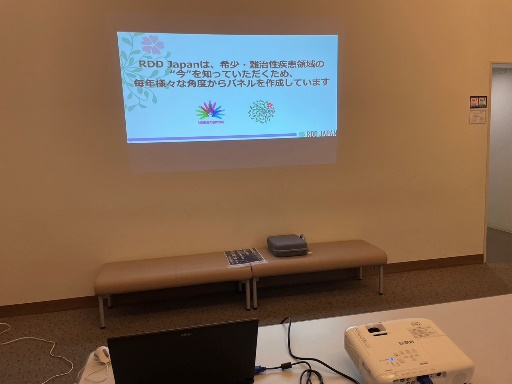 RDD Japanは、希少・難治性疾患領域の
“今”を知っていただくため、
毎年様々な角度からパネルを作成しています
RDD JAPAN